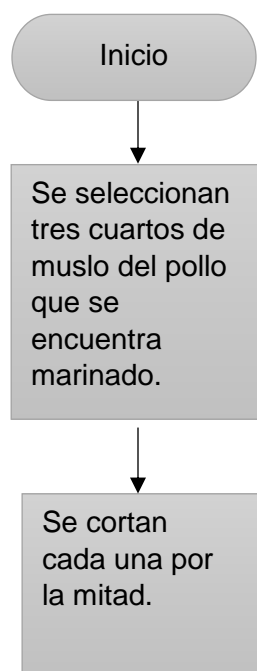 Inicio
Se seleccionan
tres cuartos de
muslo del pollo
que se
encuentra
marinado.
Se cortan
cada una por
la mitad.